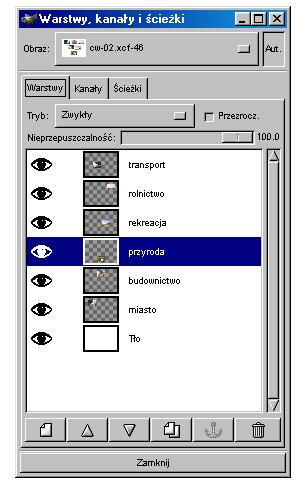 Warstwy, kanały i ścieżki
Obraz: cw-02.xcf-46 Aut.
Warstwy Kanały Ścieżki
Tryb: Zwykły Przezrocz.
Nieprzepuszczalność: 100.0
transport
rolnictwo
rekreacja
przyroda
budownictwo
miasto
Tło
Zamknij